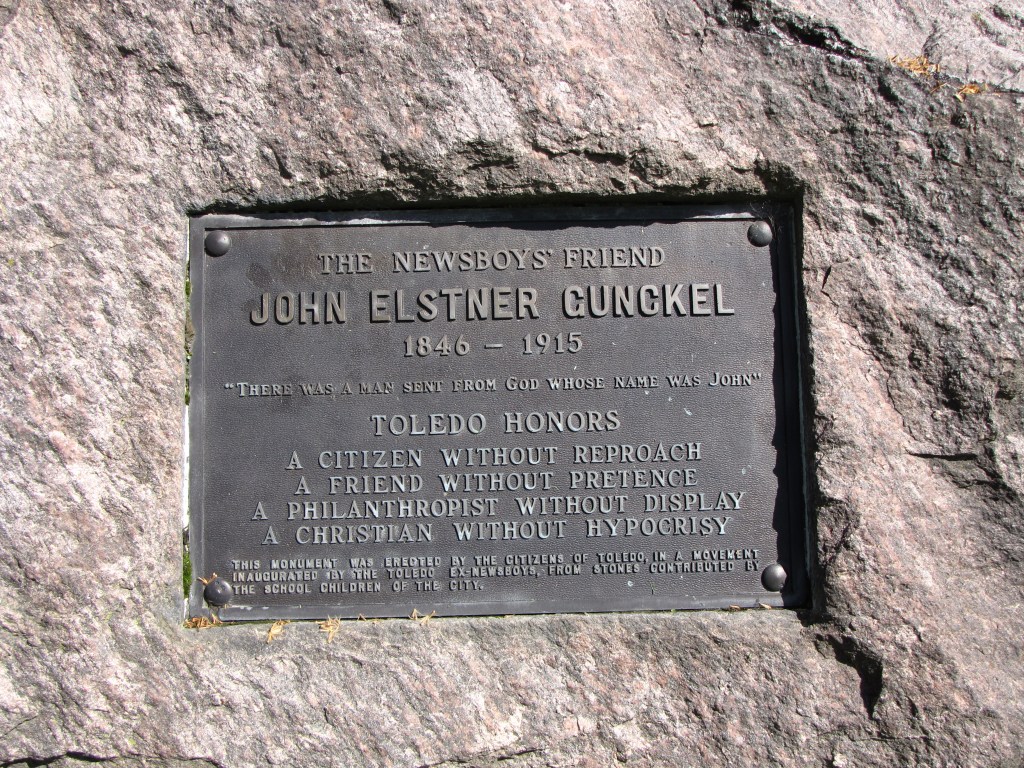 THE NEWSBOYS' FRIEND
JOHN ELSTNER GUNCKEL
1846 – 1915
"THERE WAS A MAN SENT FROM GOD WHOSE NAME WAS JOHN"
TOLEDO HONORS
A CITIZEN WITHOUT REPROACH
A FRIEND WITHOUT PRETENCE
A PHILANTHROPIST WITHOUT DISPLAY
A CHRISTIAN WITHOUT HYPOCRISY
THIS MONUMENT WAS ERECTED BY THE CITIZENS OF TOLEDO, IN A MOVEMENT
INAUGURATED BY THE TOLEDO EX-NEWSBOYS, FROM STONES CONTRIBUTED BY
THE SCHOOL CHILDREN OF THE CITY.